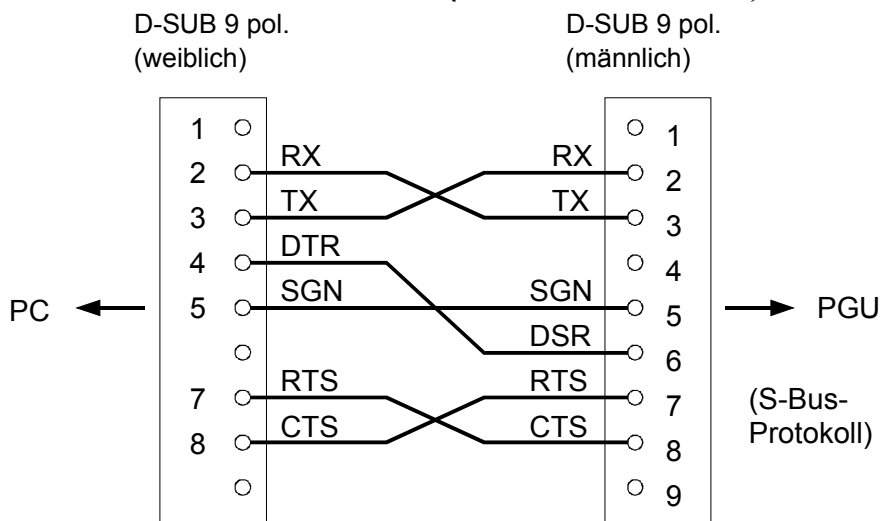 D-SUB 9 pol.
(weiblich)
D-SUB 9 pol.
(männlich)
1 1
2 RX RX 2
3 TX TX 3
4 DTR 4
PC 5 SGN SGN 5 PGU
DSR 6
7 RTS RTS 7
8 CTS CTS 8
9
(S-Bus-
Protokoll)